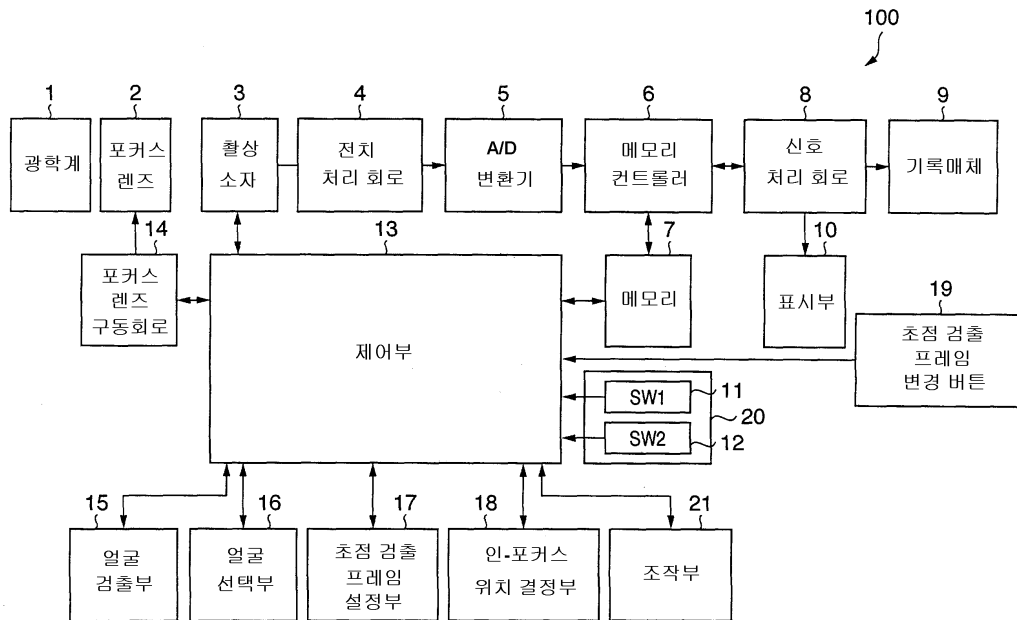 100
1
2
3
4
5
6
8
9
광학계
포커스
렌즈
촬상
소자
전치
처리 회로
A/D
변환기
메모리
컨트롤러
신호
처리 회로
기록매체
14
13
7
10
포커스
렌즈
구동회로
제어부
메모리
표시부
19
초점 검출
프레임
변경 버튼
SW1
11
20
SW2
12
15
16
17
18
21
얼굴
검출부
얼굴
선택부
초점 검출
프레임
설정부
인-포커스
위치 결정부
조작부